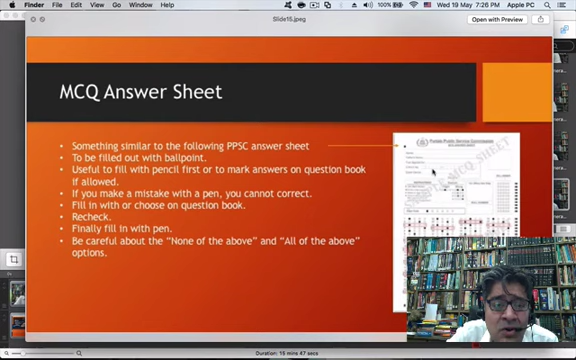 Finder File Edit View Go Window Help
100% Wed 19 May 7:26 PM Apple PC
Slide15.jpeg
Open with Preview
MCQ Answer Sheet
Something similar to the following PPSC answer sheet
To be filled out with ballpoint.
Useful to fill with pencil first or to mark answers on question book
if allowed.
If you make a mistake with a pen, you cannot correct.
Fill in with or choose on question book.
Recheck.
Finally fill in with pen.
Be careful about the “None of the above” and “All of the above”
options.
Punjab Public Service Commission
Duration: 15 mins 47 secs